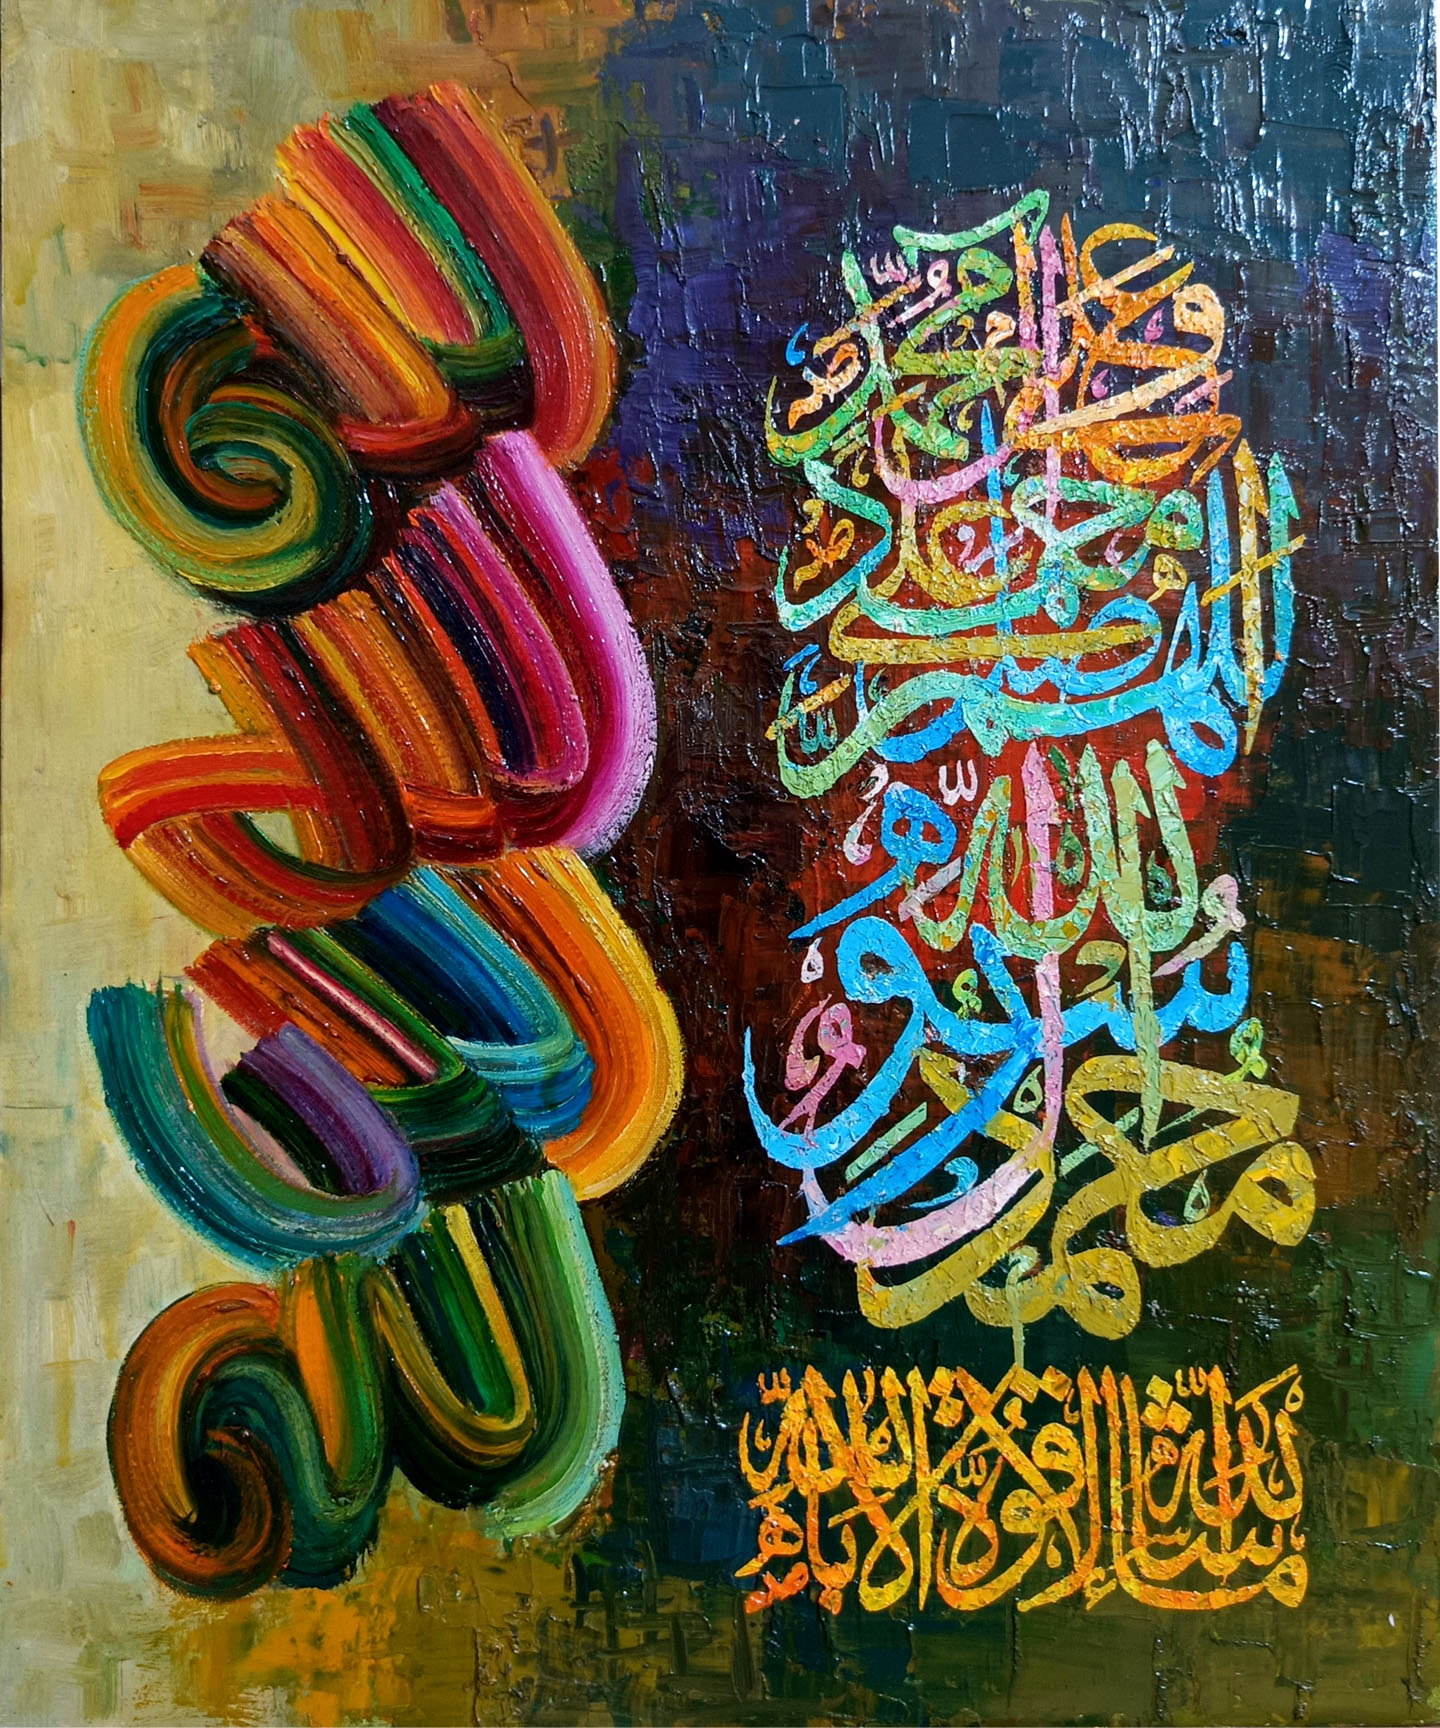 اللهم صل على محمد
وعلى آل محمد
محمد رسول الله
ما شاء الله لا قوة إلا بالله